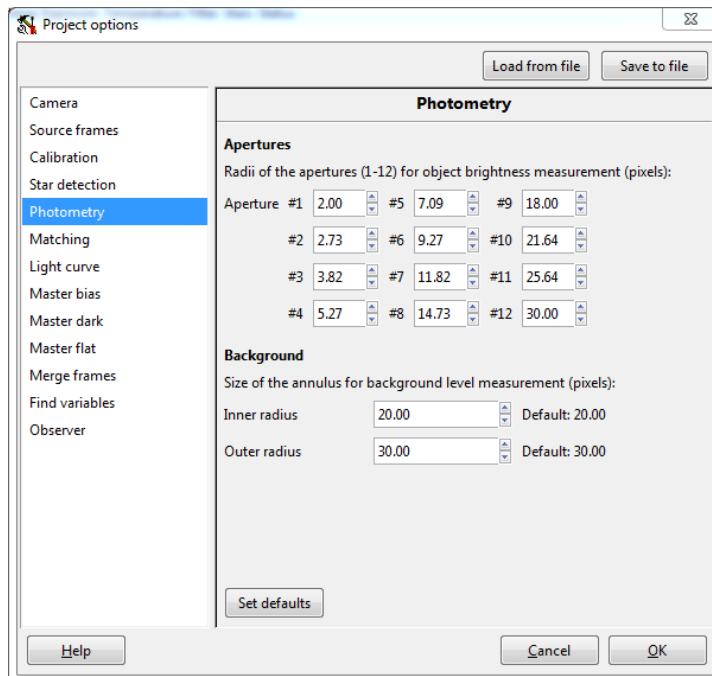 Project options
Load from file Save to file
Camera
Source frames
Calibration
Star detection
Photometry
Matching
Light curve
Master bias
Master dark
Master flat
Merge frames
Find variables
Observer
Photometry
Apertures
Radii of the apertures (1-12) for object brightness measurement (pixels):
Aperture #1 2.00 #5 7.09 #9 18.00
#2 2.73 #6 9.27 #10 21.64
#3 3.82 #7 11.82 #11 25.64
#4 5.27 #8 14.73 #12 30.00
Background
Size of the annulus for background level measurement (pixels):
Inner radius 20.00 Default: 20.00
Outer radius 30.00 Default: 30.00
Set defaults
Help Cancel OK